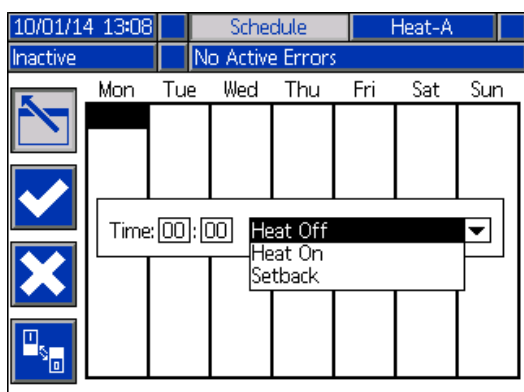 10/01/14 13:08 Schedule Heat-A
Inactive No Active Errors
Mon Tue Wed Thu Fri Sat Sun
Time: 00 : 00 Heat Off
Heat On
Setback